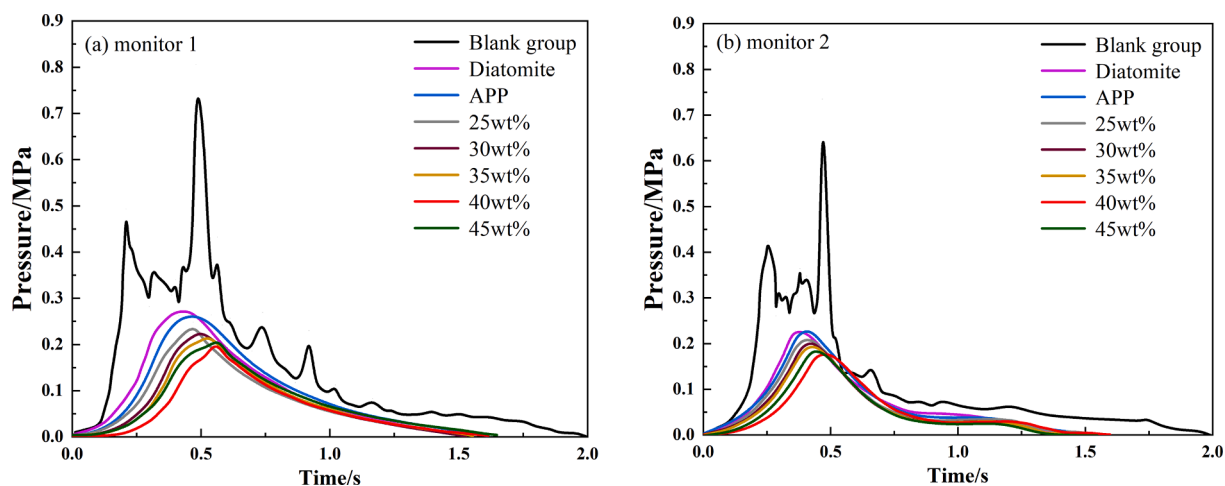 (a) monitor 1
Blank group
Diatomite
APP
25wt%
30wt%
35wt%
40wt%
45wt%
Pressure/MPa
0.9
0.8
0.7
0.6
0.5
0.4
0.3
0.2
0.1
0.0
0.0 0.5 1.0 1.5 2.0
Time/s
(b) monitor 2
Blank group
Diatomite
APP
25wt%
30wt%
35wt%
40wt%
45wt%
Pressure/MPa
0.9
0.8
0.7
0.6
0.5
0.4
0.3
0.2
0.1
0.0
0.0 0.5 1.0 1.5 2.0
Time/s